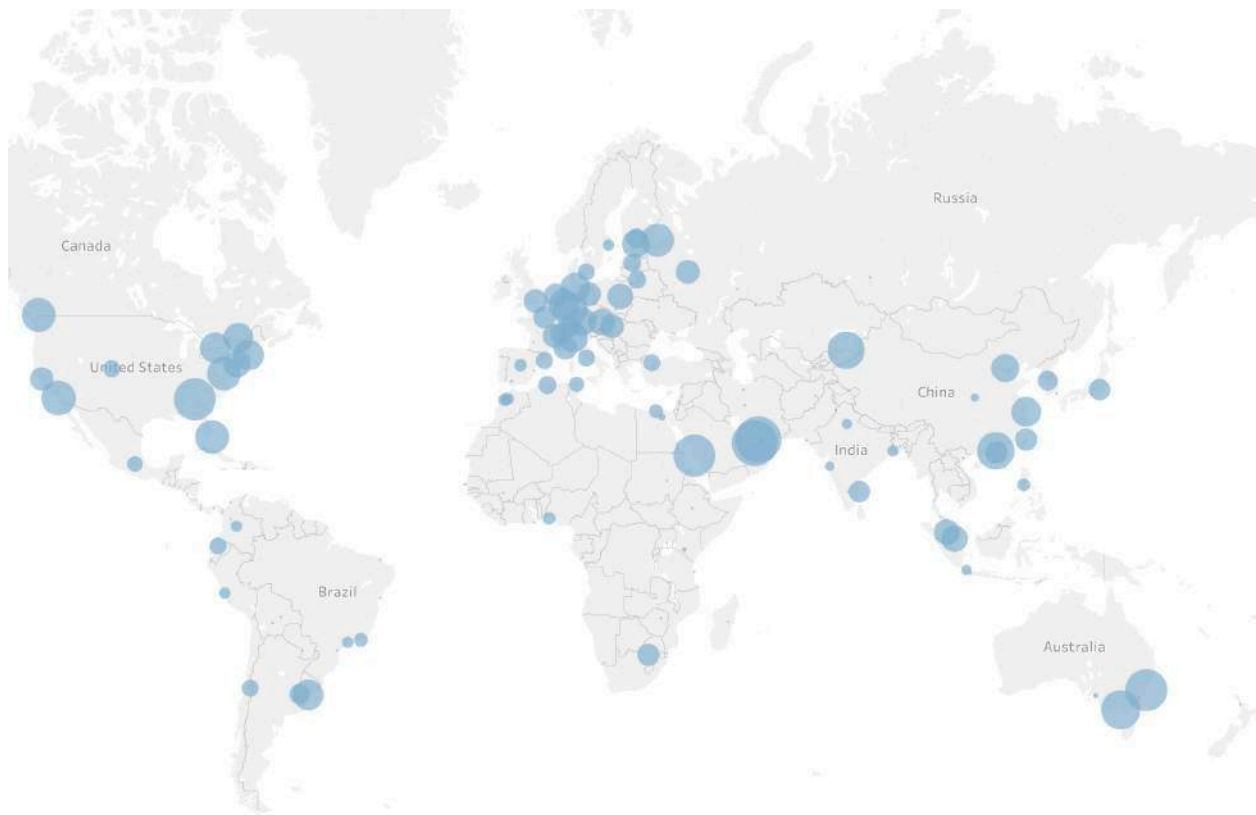 Russia
Canada
United States
China
India
Brazil
Australia